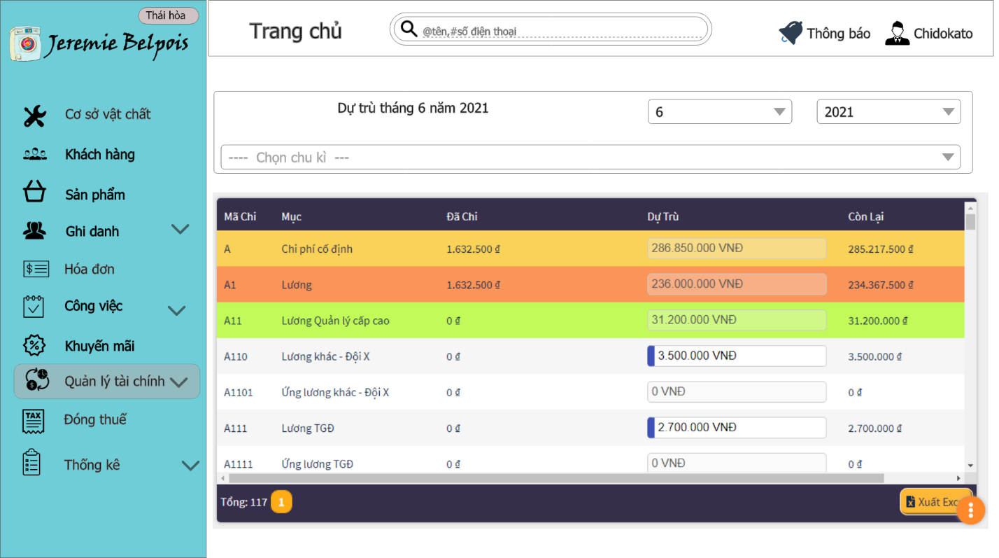 Thái hòa
Jeremie Belpois
Trang chủ
@tên,#số điện thoại
Thông báo
Chidokato
Cơ sở vật chất
Khách hàng
Sản phẩm
Ghi danh
Hóa đơn
Công việc
Khuyến mãi
Quản lý tài chính
TAX
Đóng thuế
Thống kê
Dự trù tháng 6 năm 2021
6
2021
---- Chọn chu kì ---
Mã Chi Mục Đã Chi Dự Trù Còn Lại
A Chi phí cố định 1.632.500 ₫ 286.850.000 VNĐ 285.217.500 ₫
A1 Lương 1.632.500 ₫ 236.000.000 VNĐ 234.367.500 ₫
A11 Lương Quản lý cấp cao 0 ₫ 31.200.000 VNĐ 31.200.000 ₫
A110 Lương khác - Đội X 0 ₫ 3.500.000 VNĐ 3.500.000 ₫
A1101 Ứng lương khác - Đội X 0 ₫ 0 VNĐ 0 ₫
A111 Lương TGĐ 0 ₫ 2.700.000 VNĐ 2.700.000 ₫
A1111 Ứng lương TGĐ 0 ₫ 0 VNĐ 0 ₫
Tổng: 117 1
Xuất Exc